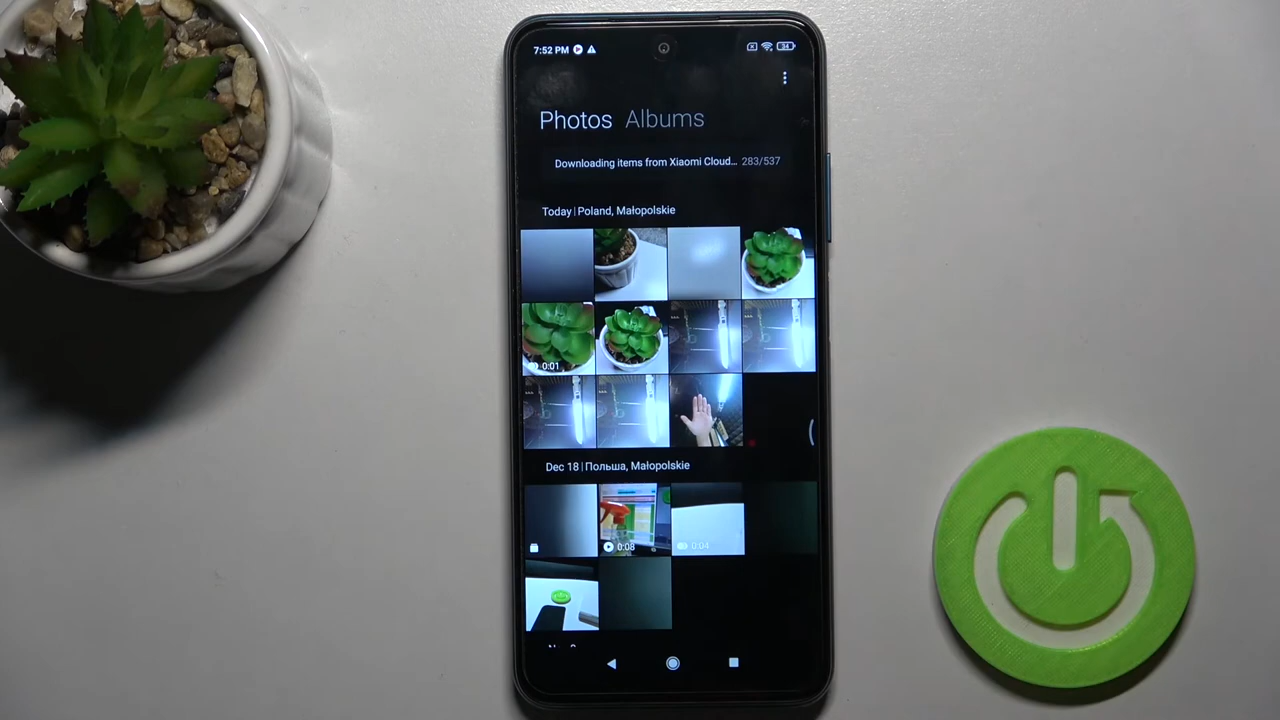 7:52 PM
34
Photos Albums
Downloading items from Xiaomi Cloud... 283/537
Today | Poland, Małopolskie
0:01
Dec 18 | Польша, Małopolskie
0:08
0:04